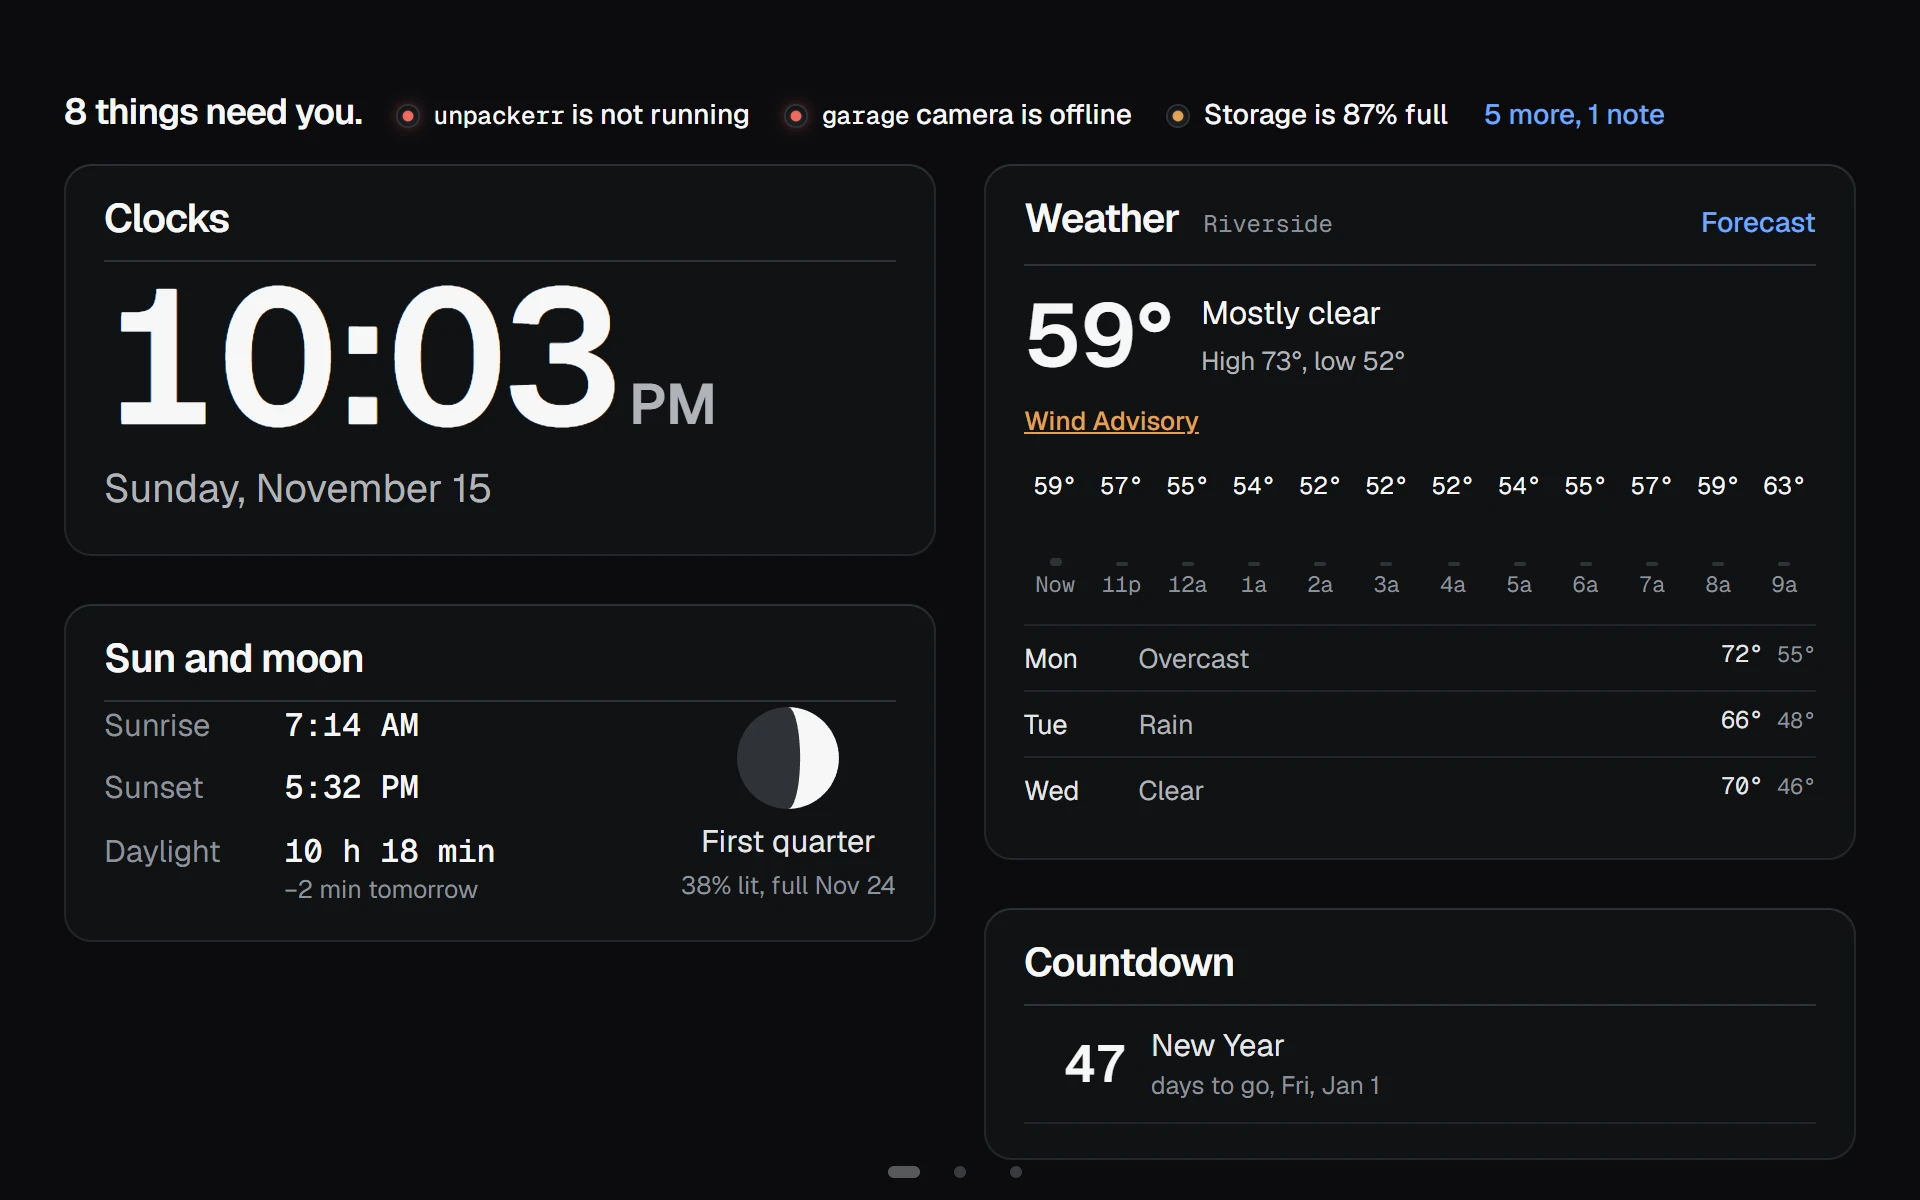 8 things need you. unpackerr is not running garage camera is offline Storage is 87% full 5 more, 1 note
Clocks
10:03 PM
Sunday, November 15
Sun and moon
Sunrise 7:14 AM
Sunset 5:32 PM
Daylight 10 h 18 min
−2 min tomorrow
First quarter
38% lit, full Nov 24
Weather Riverside Forecast
59° Mostly clear
High 73°, low 52°
Wind Advisory
59° 57° 55° 54° 52° 52° 52° 54° 55° 57° 59° 63°
Now 11p 12a 1a 2a 3a 4a 5a 6a 7a 8a 9a
Mon Overcast 72° 55°
Tue Rain 66° 48°
Wed Clear 70° 46°
Countdown
47 New Year
days to go, Fri, Jan 1